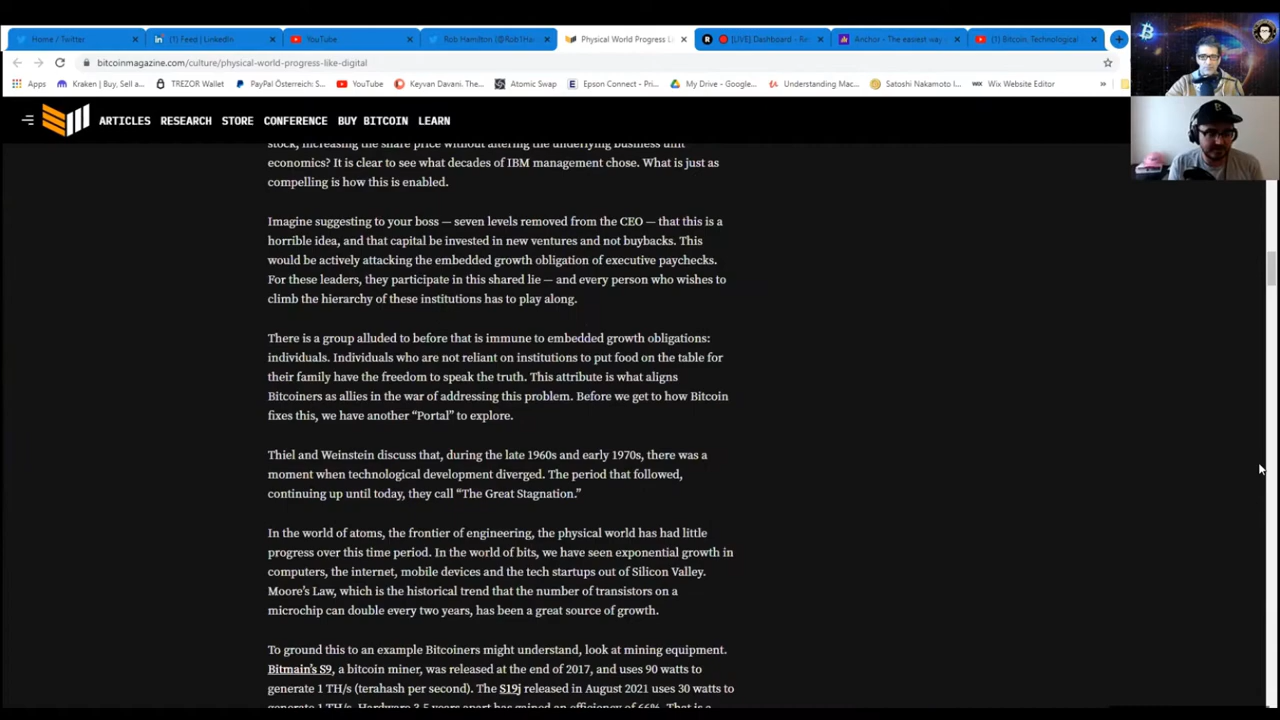 Home / Twitter
(1) Feed | LinkedIn
YouTube
Rob Hamilton (@Rob1Ha
Physical World Progress Li
[LIVE] Dashboard - Re
Anchor - The easiest way
(1) Bitcoin, Technological
bitcoinmagazine.com/culture/physical-world-progress-like-digital
Apps
Kraken | Buy, Sell a...
TREZOR Wallet
PayPal Österreich: S...
YouTube
Keyvan Davani. The...
Atomic Swap
Epson Connect - Pri...
My Drive - Google...
Understanding Mac...
Satoshi Nakamoto I...
Wix Website Editor
ARTICLES RESEARCH STORE CONFERENCE BUY BITCOIN LEARN
stock, increasing the share price without altering the underlying business unit
economics? It is clear to see what decades of IBM management chose. What is just as
compelling is how this is enabled.
Imagine suggesting to your boss — seven levels removed from the CEO — that this is a
horrible idea, and that capital be invested in new ventures and not buybacks. This
would be actively attacking the embedded growth obligation of executive paychecks.
For these leaders, they participate in this shared lie — and every person who wishes to
climb the hierarchy of these institutions has to play along.
There is a group alluded to before that is immune to embedded growth obligations:
individuals. Individuals who are not reliant on institutions to put food on the table for
their family have the freedom to speak the truth. This attribute is what aligns
Bitcoiners as allies in the war of addressing this problem. Before we get to how Bitcoin
fixes this, we have another “Portal” to explore.
Thiel and Weinstein discuss that, during the late 1960s and early 1970s, there was a
moment when technological development diverged. The period that followed,
continuing up until today, they call “The Great Stagnation.”
In the world of atoms, the frontier of engineering, the physical world has had little
progress over this time period. In the world of bits, we have seen exponential growth in
computers, the internet, mobile devices and the tech startups out of Silicon Valley.
Moore’s Law, which is the historical trend that the number of transistors on a
microchip can double every two years, has been a great source of growth.
To ground this to an example Bitcoiners might understand, look at mining equipment.
Bitmain’s S9, a bitcoin miner, was released at the end of 2017, and uses 90 watts to
generate 1 TH/s (terahash per second). The S19j released in August 2021 uses 30 watts to
generate 1 TH/s. Hardware 3.5 years apart has gained an efficiency of 66%. That is a